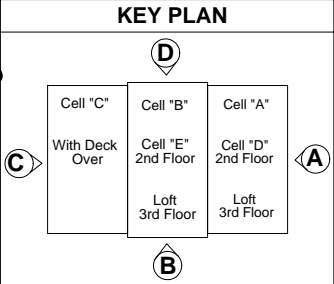 KEY PLAN
D
Cell "C"
With Deck
Over
Cell "B"
Cell "E"
2nd Floor
Loft
3rd Floor
Cell "A"
Cell "D"
2nd Floor
Loft
3rd Floor
C
A
B